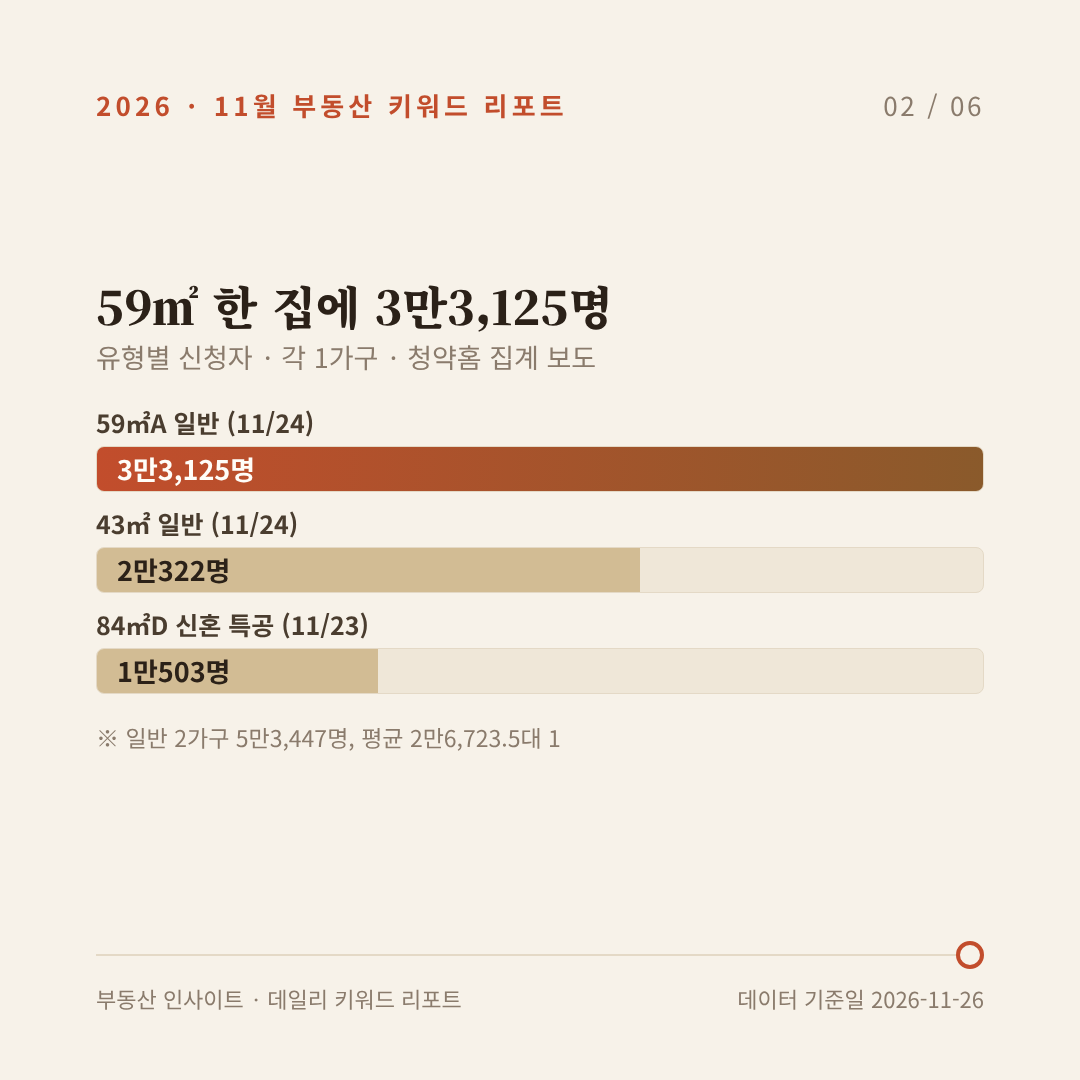 2026 · 11월 부동산 키워드 리포트
02 / 06
59㎡ 한 집에 3만3,125명
유형별 신청자 · 각 1가구 · 청약홈 집계 보도
59㎡A 일반 (11/24)
3만3,125명
43㎡ 일반 (11/24)
2만322명
84㎡D 신혼 특공 (11/23)
1만503명
※ 일반 2가구 5만3,447명, 평균 2만6,723.5대 1
부동산 인사이트 · 데일리 키워드 리포트
데이터 기준일 2026-11-26